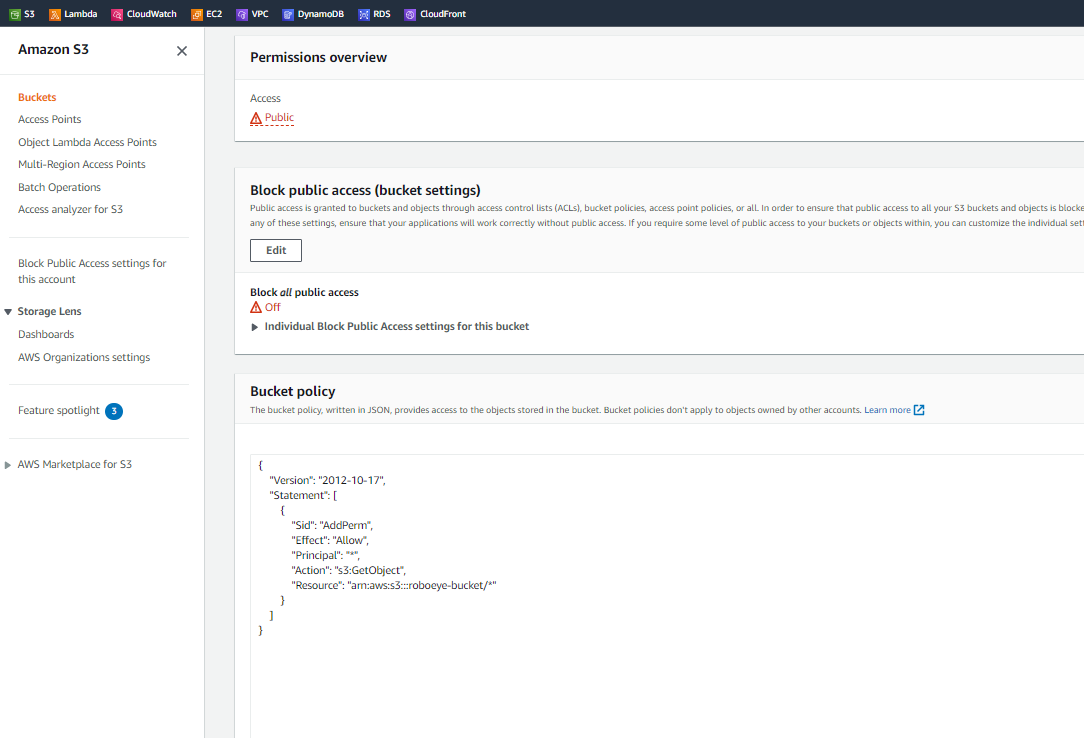 S3 Lambda CloudWatch EC2 VPC DynamoDB RDS CloudFront
Amazon S3
Buckets
Access Points
Object Lambda Access Points
Multi-Region Access Points
Batch Operations
Access analyzer for S3
Block Public Access settings for
this account
Storage Lens
Dashboards
AWS Organizations settings
Feature spotlight 3
AWS Marketplace for S3
Permissions overview
Access
Public
Block public access (bucket settings)
Public access is granted to buckets and objects through access control lists (ACLs), bucket policies, access point policies, or all. In order to ensure that public access to all your S3 buckets and objects is blocke
any of these settings, ensure that your applications will work correctly without public access. If you require some level of public access to your buckets or objects within, you can customize the individual sett
Edit
Block all public access
Off
Individual Block Public Access settings for this bucket
Bucket policy
The bucket policy, written in JSON, provides access to the objects stored in the bucket. Bucket policies don't apply to objects owned by other accounts. Learn more
{
"Version": "2012-10-17",
"Statement": [
{
"Sid": "AddPerm",
"Effect": "Allow",
"Principal": "*",
"Action": "s3:GetObject",
"Resource": "arn:aws:s3:::roboeye-bucket/*"
}
]
}